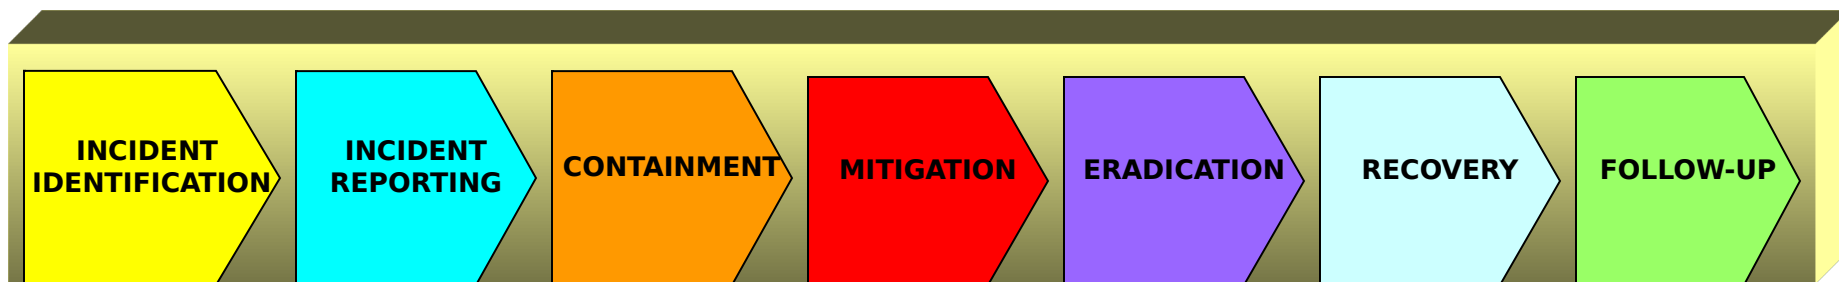 INCIDENT
IDENTIFICATION
INCIDENT
REPORTING
CONTAINMENT
MITIGATION
ERADICATION
RECOVERY
FOLLOW-UP